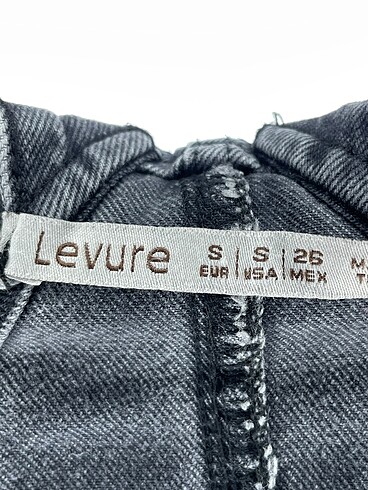 Levure S S 26 M
EUR USA MEX T